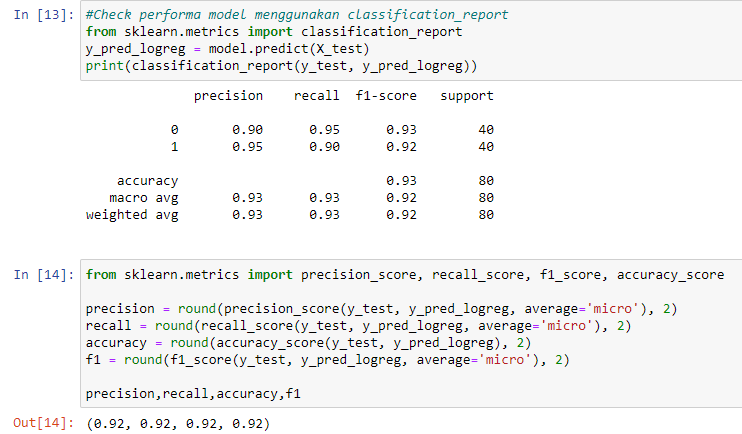 In [13]: #Check performa model menggunakan classification_report
from sklearn.metrics import classification_report
y_pred_logreg = model.predict(X_test)
print(classification_report(y_test, y_pred_logreg))
precision recall f1-score support
0 0.90 0.95 0.93 40
1 0.95 0.90 0.92 40
accuracy 0.93 80
macro avg 0.93 0.93 0.92 80
weighted avg 0.93 0.93 0.92 80
In [14]: from sklearn.metrics import precision_score, recall_score, f1_score, accuracy_score
precision = round(precision_score(y_test, y_pred_logreg, average='micro'), 2)
recall = round(recall_score(y_test, y_pred_logreg, average='micro'), 2)
accuracy = round(accuracy_score(y_test, y_pred_logreg), 2)
f1 = round(f1_score(y_test, y_pred_logreg, average='micro'), 2)
precision,recall,accuracy,f1
Out[14]: (0.92, 0.92, 0.92, 0.92)